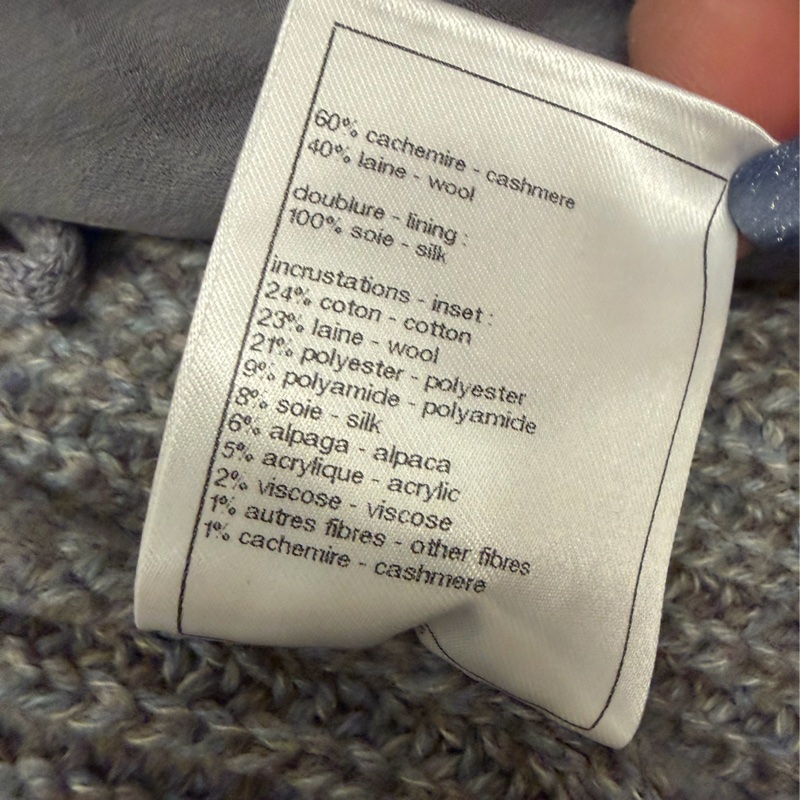 60% cachemire - cashmere
40% laine - wool
doublure - lining :
100% soie - silk
incrustations - inset :
24% coton - cotton
23% laine - wool
21% polyester - polyester
9% polyamide - polyamide
8% soie - silk
6% alpaga - alpaca
5% acrylique - acrylic
2% viscose - viscose
1% autres fibres - other fibres
1% cachemire - cashmere